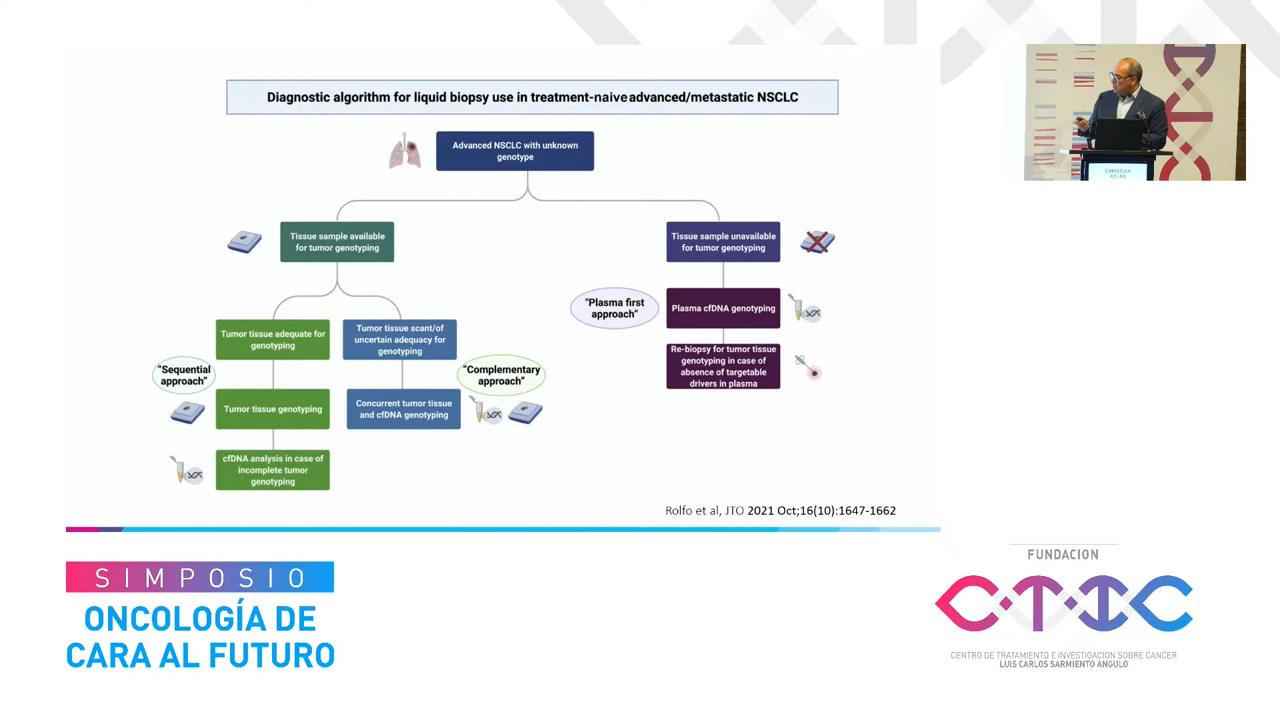 Diagnostic algorithm for liquid biopsy use in treatment-naive advanced/metastatic NSCLC
Advanced NSCLC with unknown
genotype
Tissue sample available
for tumor genotyping
Tissue sample unavailable
for tumor genotyping
"Plasma first
approach"
Plasma cfDNA genotyping
Tumor tissue adequate for
genotyping
Tumor tissue scant/of
uncertain adequacy for
genotyping
Re-biopsy for tumor tissue
genotyping in case of
absence of targetable
drivers in plasma
"Sequential
approach"
"Complementary
approach"
Tumor tissue genotyping
Concurrent tumor tissue
and cfDNA genotyping
cfDNA analysis in case of
incomplete tumor
genotyping
Rolfo et al, JTO 2021 Oct;16(10):1647-1662
CHRISTIAN
ROLFO
SIMPOSIO
ONCOLOGÍA DE
CARA AL FUTURO
FUNDACION
CTIC
CENTRO DE TRATAMIENTO E INVESTIGACION SOBRE CANCER
LUIS CARLOS SARMIENTO ANGULO